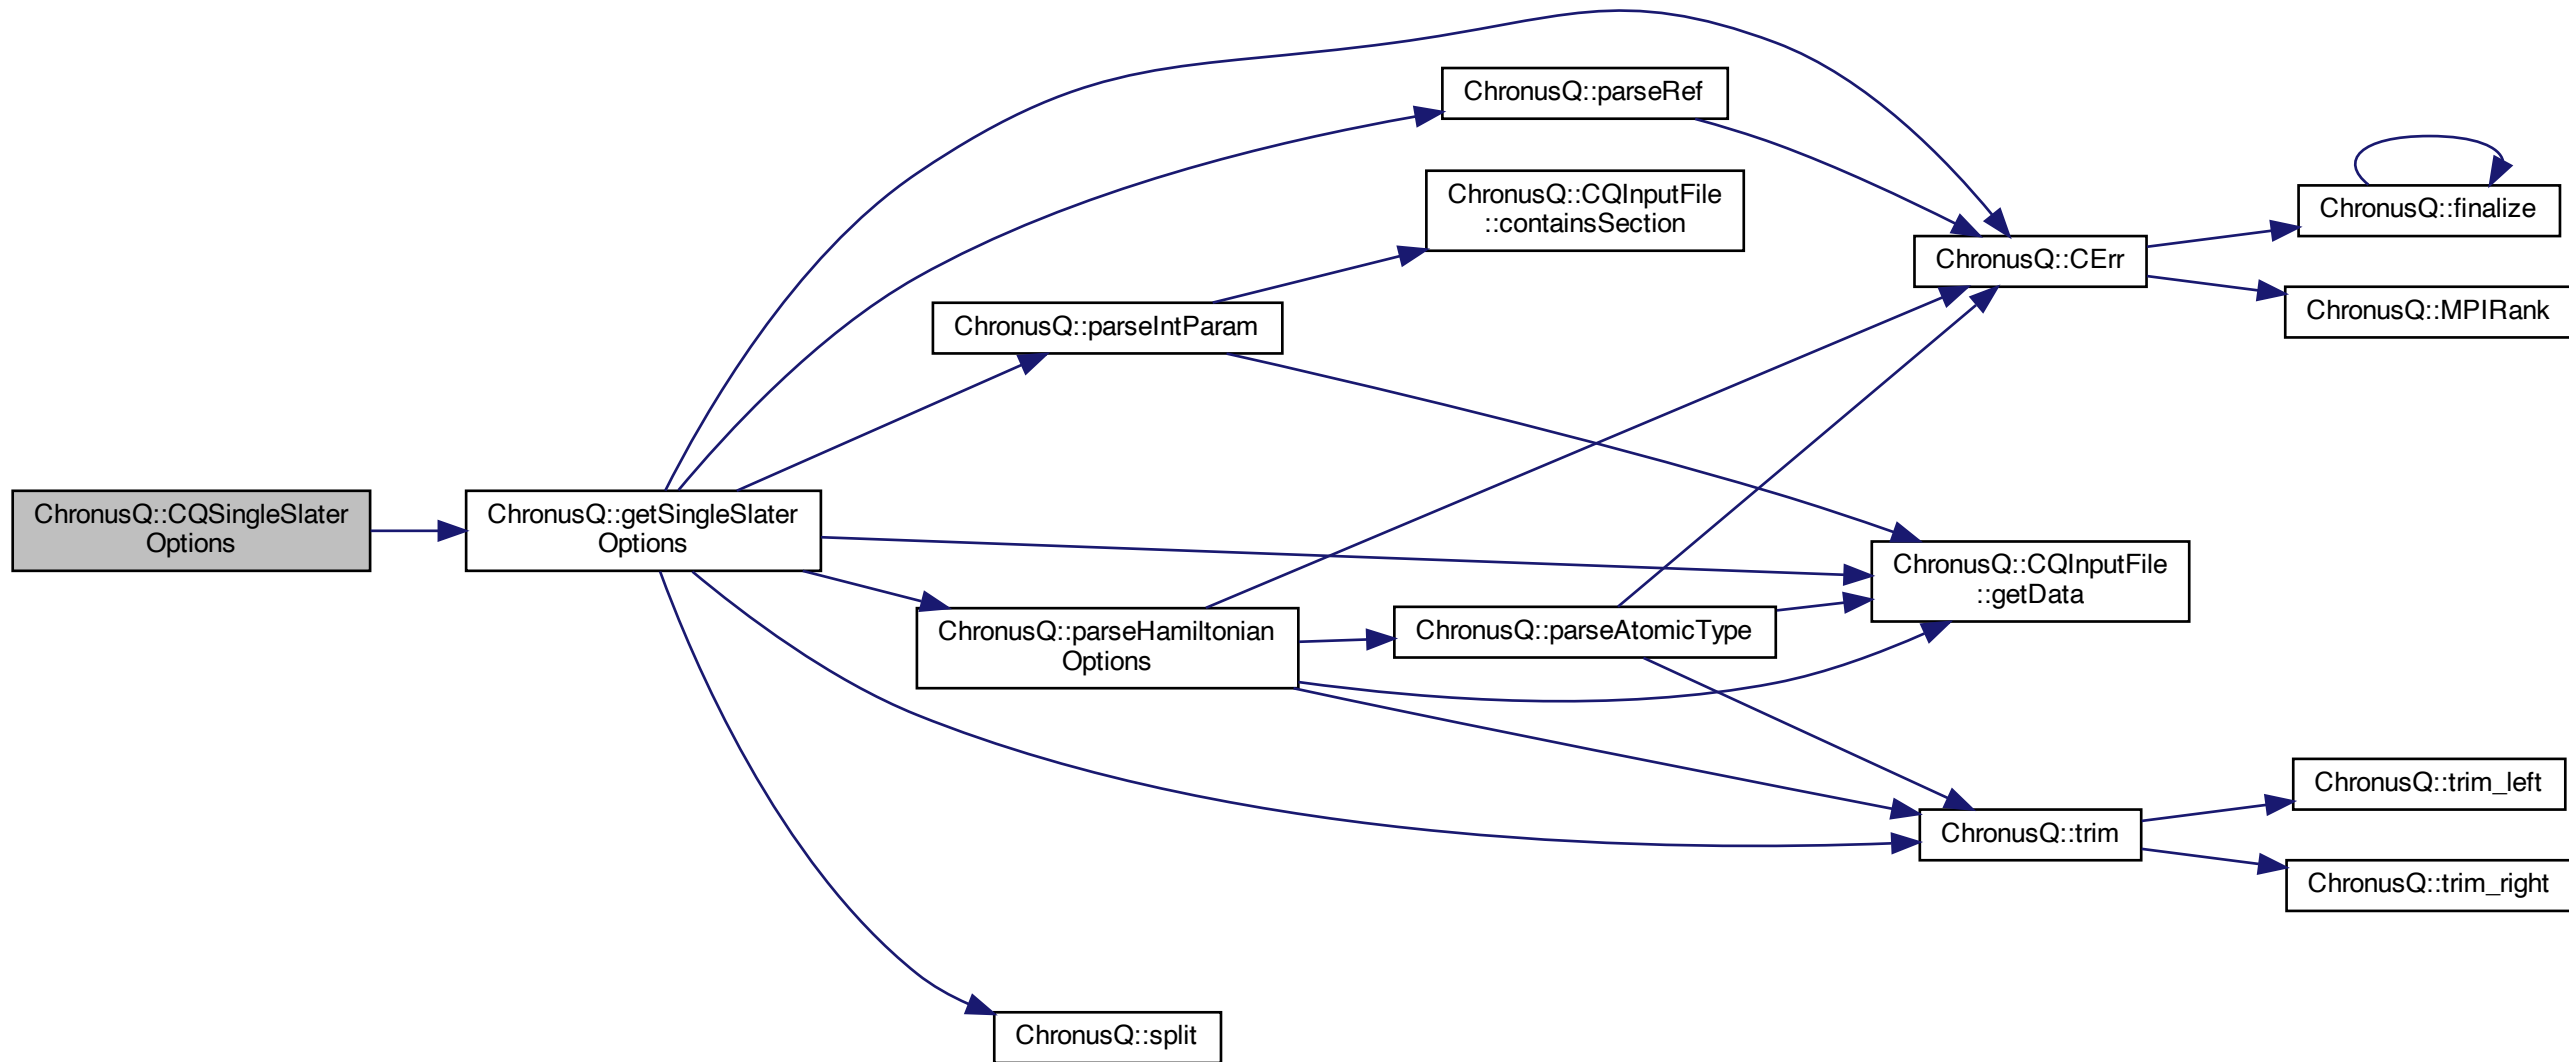 ChronusQ::CQSingleSlater
Options
ChronusQ::getSingleSlater
Options
ChronusQ::parseRef
ChronusQ::CQInputFile
::containsSection
ChronusQ::parseIntParam
ChronusQ::parseHamiltonian
Options
ChronusQ::parseAtomicType
ChronusQ::split
ChronusQ::CErr
ChronusQ::CQInputFile
::getData
ChronusQ::trim
ChronusQ::finalize
ChronusQ::MPIRank
ChronusQ::trim_left
ChronusQ::trim_right